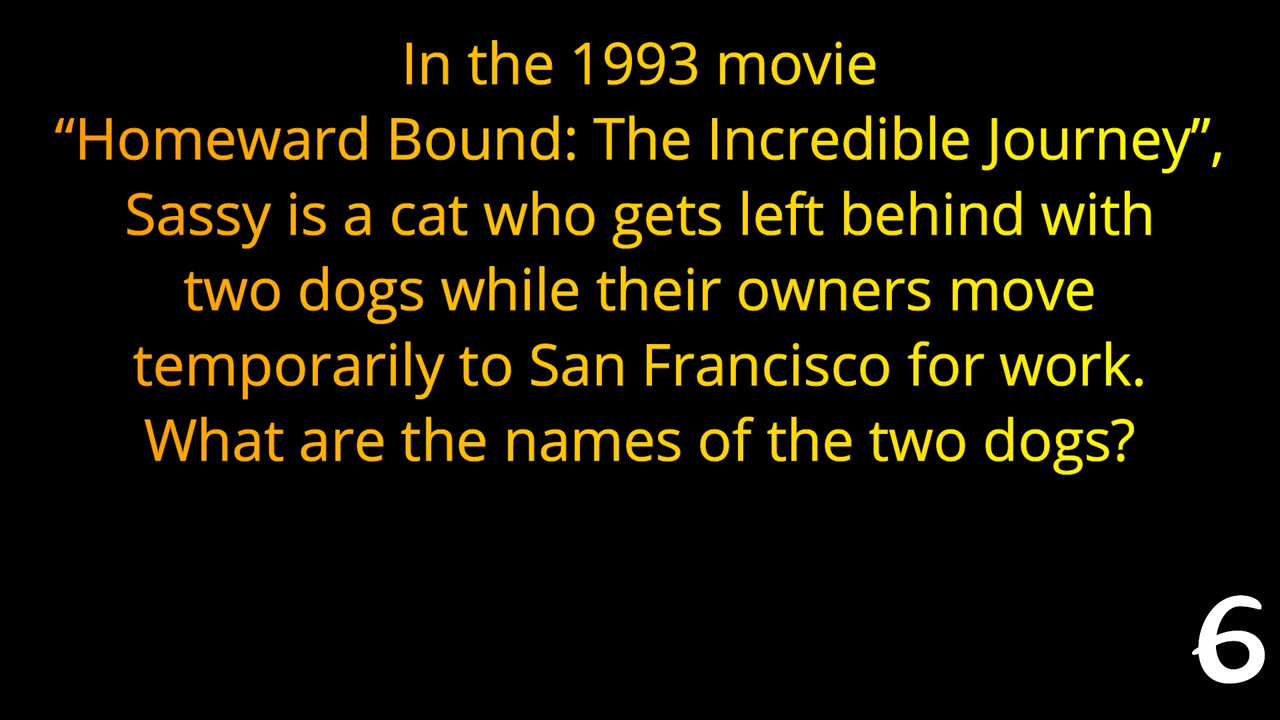 In the 1993 movie
“Homeward Bound: The Incredible Journey”,
Sassy is a cat who gets left behind with
two dogs while their owners move
temporarily to San Francisco for work.
What are the names of the two dogs?
6